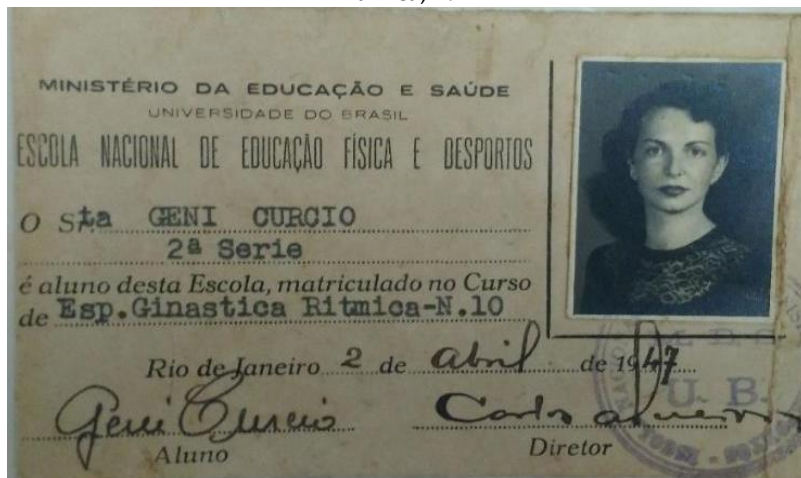 MINISTÉRIO DA EDUCAÇÃO E SAÚDE
UNIVERSIDADE DO BRASIL
ESCOLA NACIONAL DE EDUCAÇÃO FÍSICA E DESPORTOS
O Sta GENI CURCIO
2ª Serie
é aluno desta Escola, matriculado no Curso
de Esp.Ginastica Ritmica-N.10
Rio de Janeiro 2 de abril de 1947
Geni Curcio Carlos
Aluno Diretor
U. B.